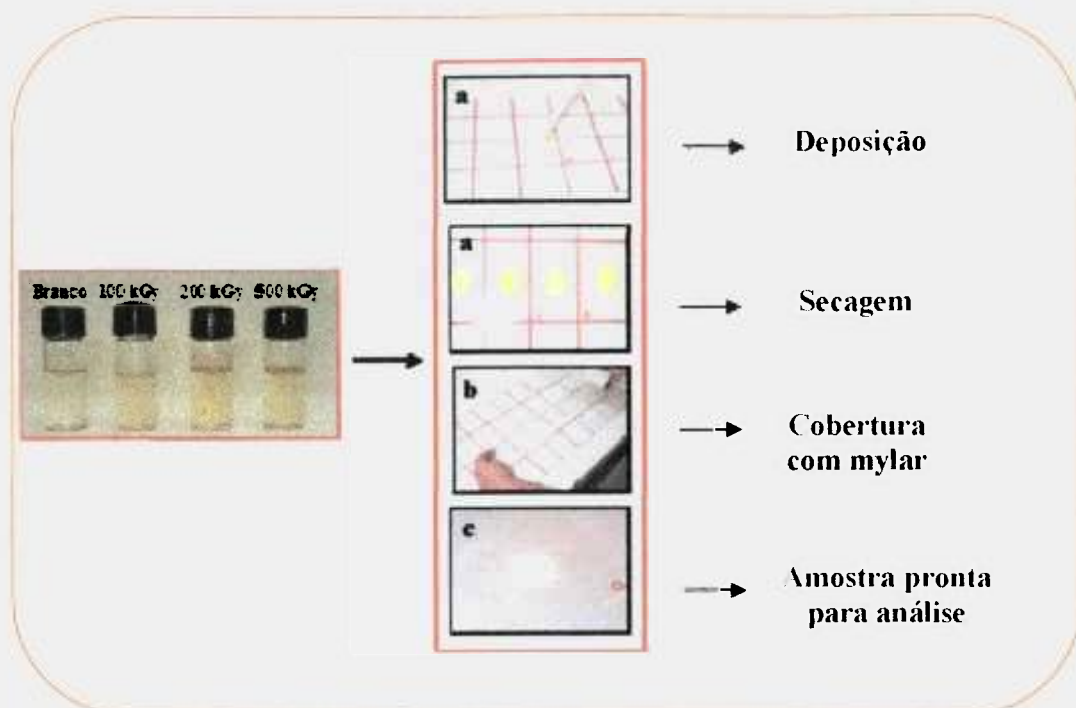 Branco 100 kGy 200 kGy 500 kGy
a
Deposição
a
Secagem
b
Cobertura
com mylar
c
Amostra pronta
para análise